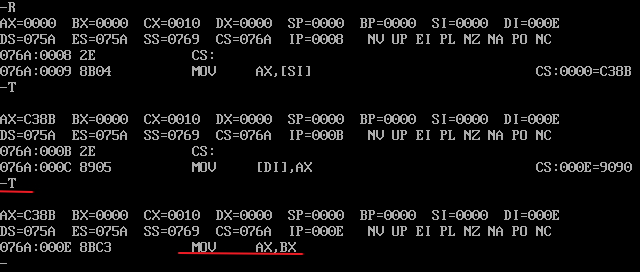 -R
AX=0000 BX=0000 CX=0010 DX=0000 SP=0000 BP=0000 SI=0000 DI=000E
DS=075A ES=075A SS=0769 CS=076A IP=0008 NV UP EI PL NZ NA PO NC
076A:0008 2E CS:
076A:0009 8B04 MOV AX,[SI] CS:0000=C38B
-T
AX=C38B BX=0000 CX=0010 DX=0000 SP=0000 BP=0000 SI=0000 DI=000E
DS=075A ES=075A SS=0769 CS=076A IP=000B NV UP EI PL NZ NA PO NC
076A:000B 2E CS:
076A:000C 8905 MOV [DI],AX CS:000E=9090
-T
AX=C38B BX=0000 CX=0010 DX=0000 SP=0000 BP=0000 SI=0000 DI=000E
DS=075A ES=075A SS=0769 CS=076A IP=000E NV UP EI PL NZ NA PO NC
076A:000E 8BC3 MOV AX,BX
-